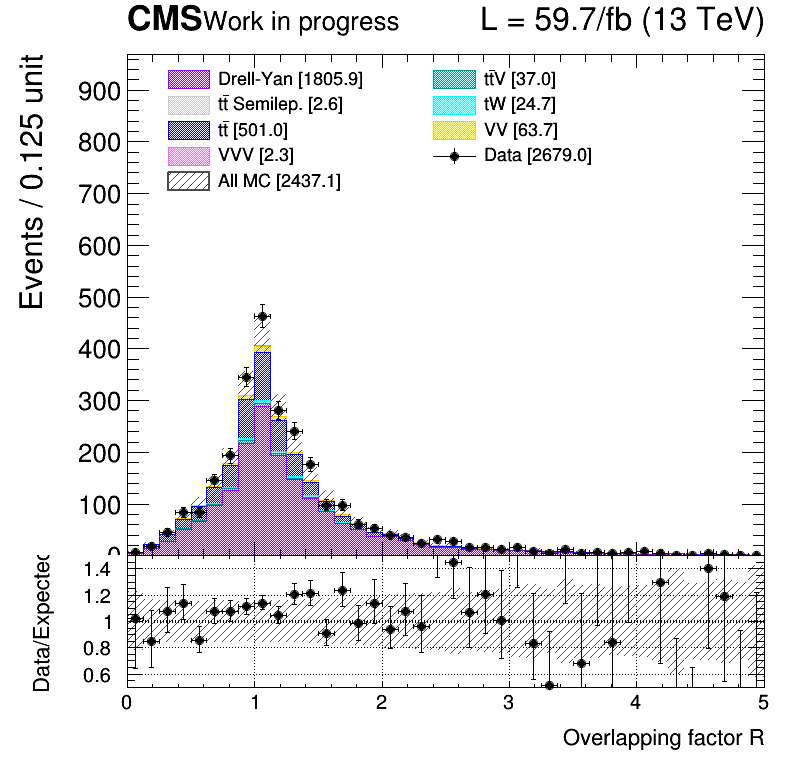 CMS Work in progress L = 59.7/fb (13 TeV)
Events / 0.125 unit
900
800
700
600
500
400
300
200
100
0
Drell-Yan [1805.9]
tt̄ Semilep. [2.6]
tt̄ [501.0]
VVV [2.3]
All MC [2437.1]
tt̄V [37.0]
tW [24.7]
VV [63.7]
Data [2679.0]
Data/Expected
1.4
1.2
1
0.8
0.6
0 1 2 3 4 5
Overlapping factor R